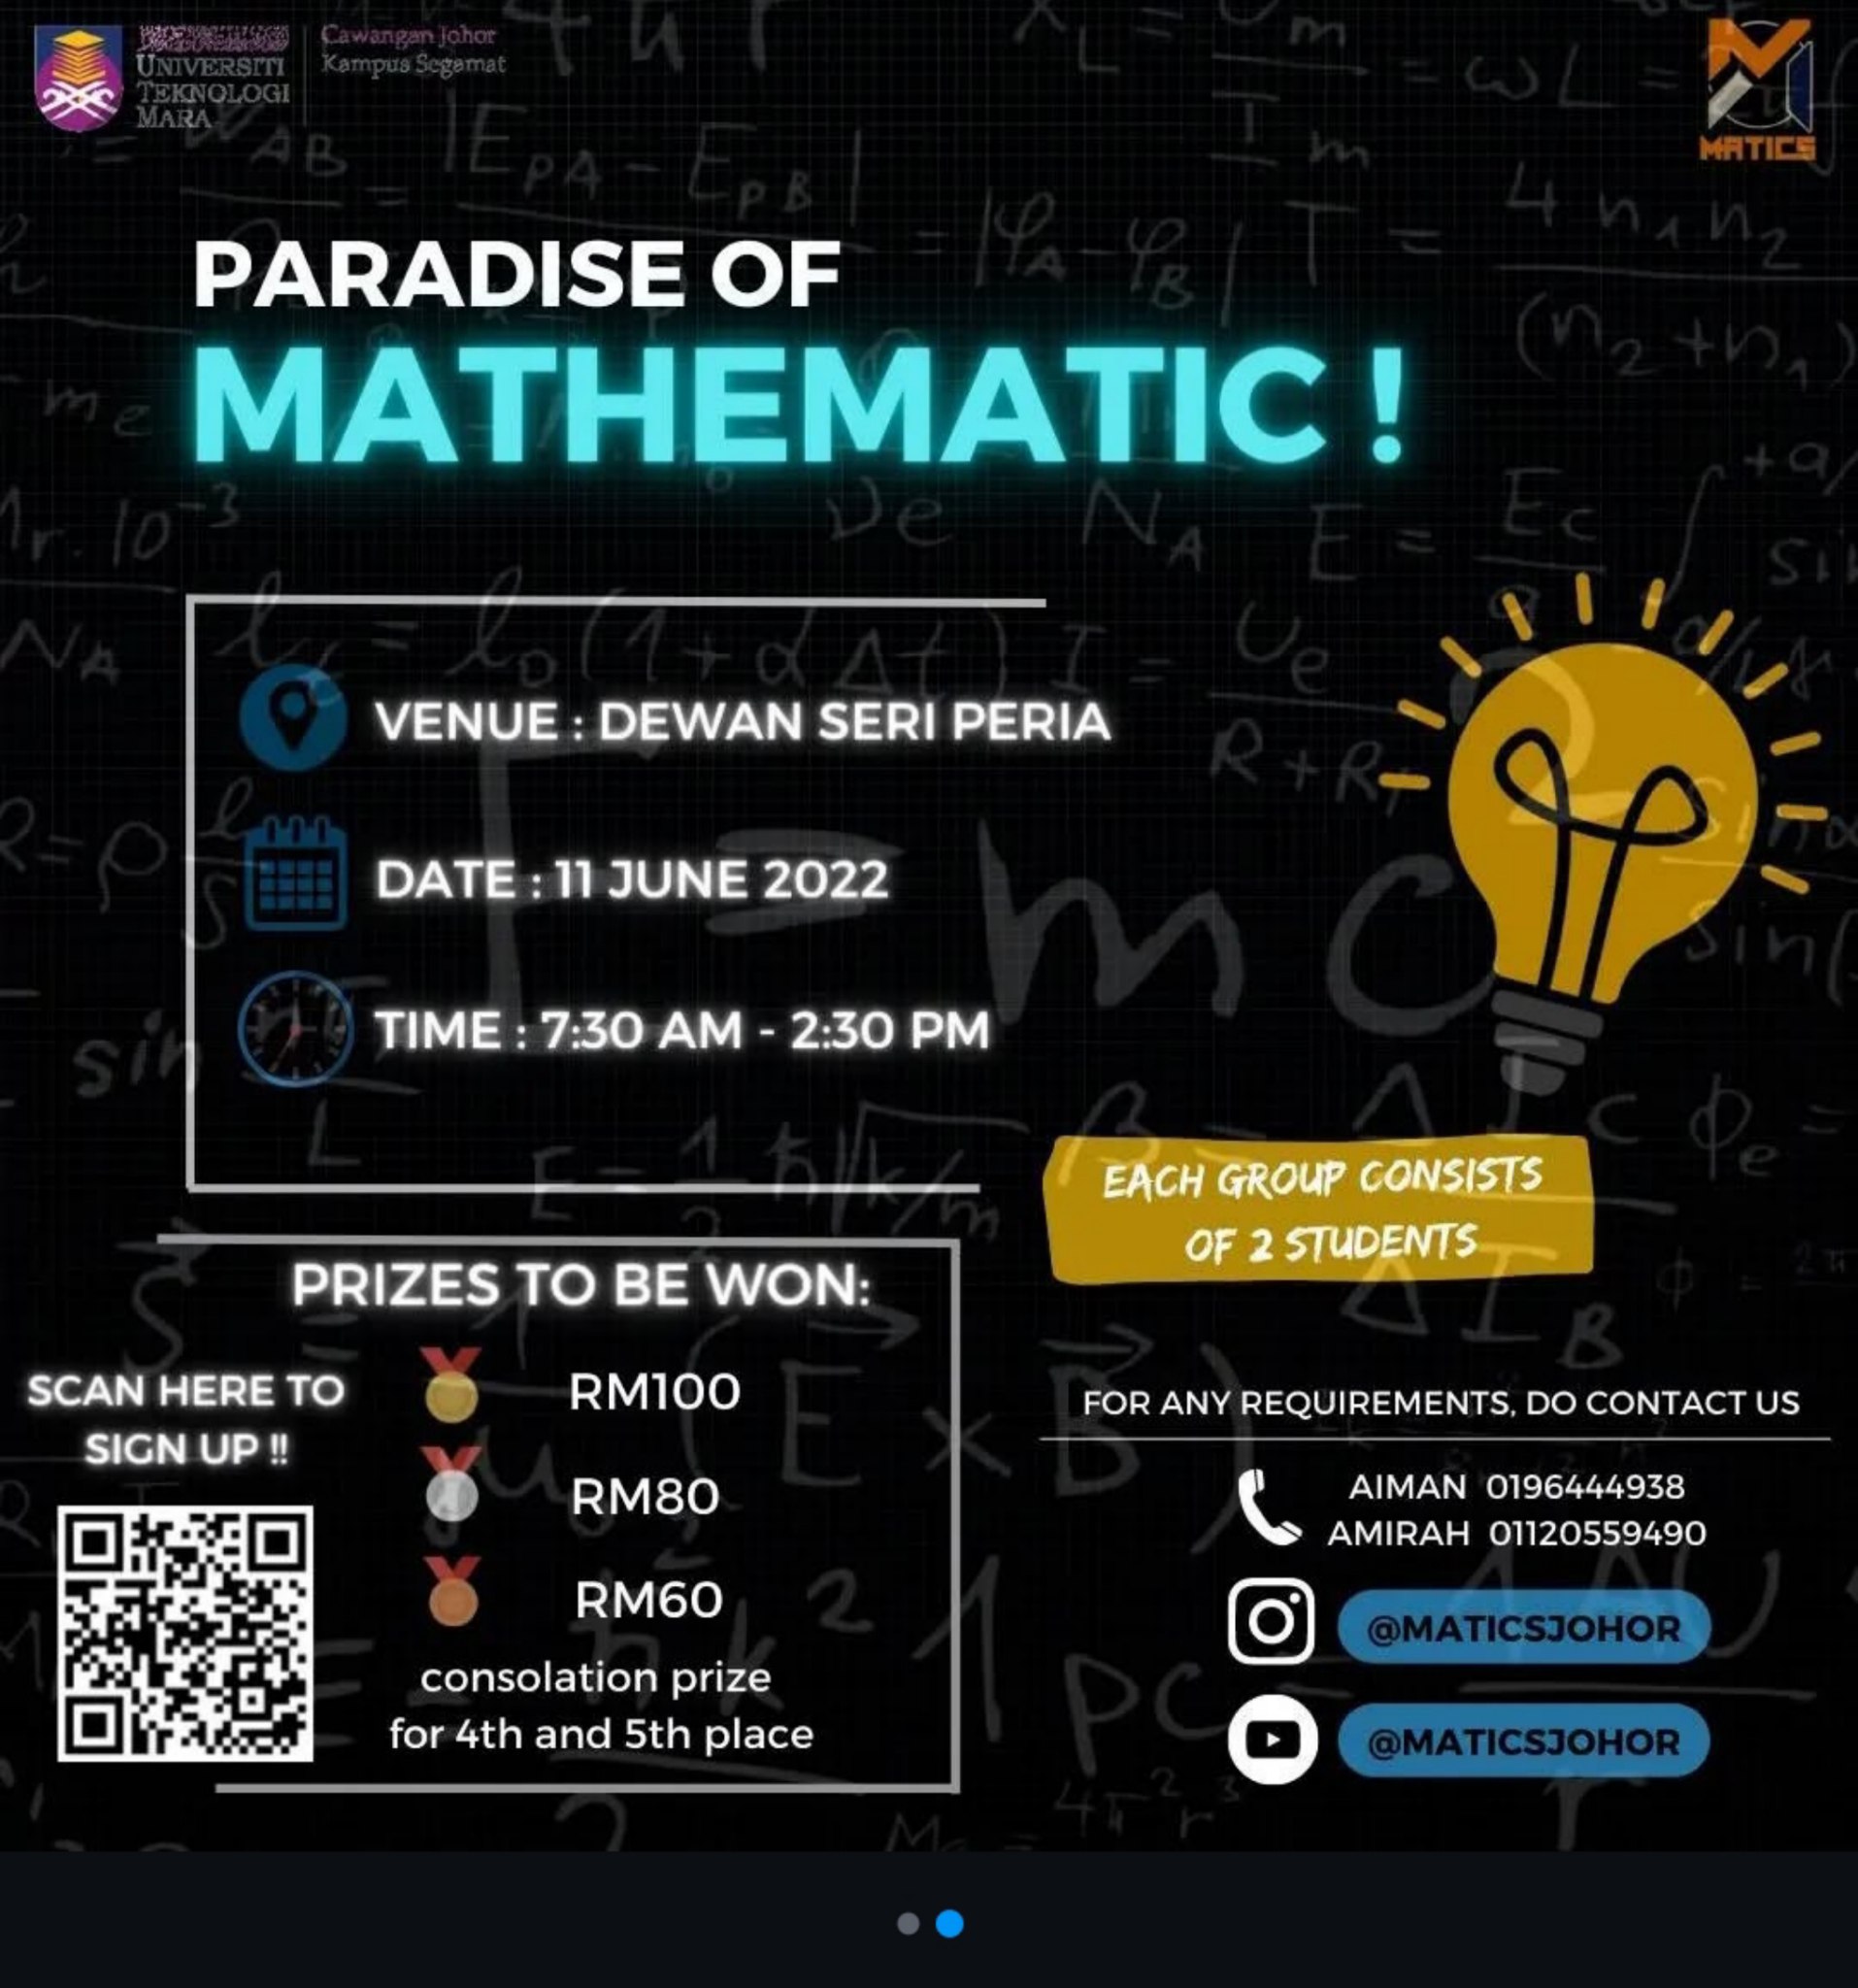 UNIVERSITI
TEKNOLOGI
MARA
Cawangan Johor
Kampus Segamat
MATICS
PARADISE OF
MATHEMATIC !
VENUE : DEWAN SERI PERIA
DATE : 11 JUNE 2022
TIME : 7:30 AM - 2:30 PM
EACH GROUP CONSISTS
OF 2 STUDENTS
PRIZES TO BE WON:
RM100
RM80
RM60
consolation prize
for 4th and 5th place
SCAN HERE TO
SIGN UP !!
FOR ANY REQUIREMENTS, DO CONTACT US
AIMAN 0196444938
AMIRAH 01120559490
@MATICSJOHOR
@MATICSJOHOR